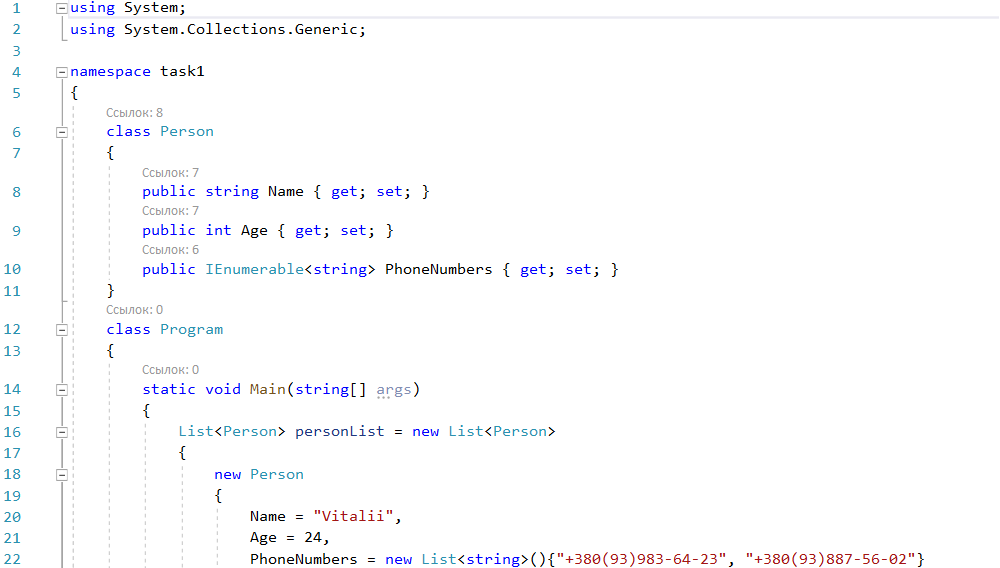 1 using System;
2 using System.Collections.Generic;
3
4 namespace task1
5 {
Ссылок: 8
6 class Person
7 {
Ссылок: 7
8 public string Name { get; set; }
Ссылок: 7
9 public int Age { get; set; }
Ссылок: 6
10 public IEnumerable<string> PhoneNumbers { get; set; }
11 }
Ссылок: 0
12 class Program
13 {
Ссылок: 0
14 static void Main(string[] args)
15 {
16 List<Person> personList = new List<Person>
17 {
18 new Person
19 {
20 Name = "Vitalii",
21 Age = 24,
22 PhoneNumbers = new List<string>(){"+380(93)983-64-23", "+380(93)887-56-02"}